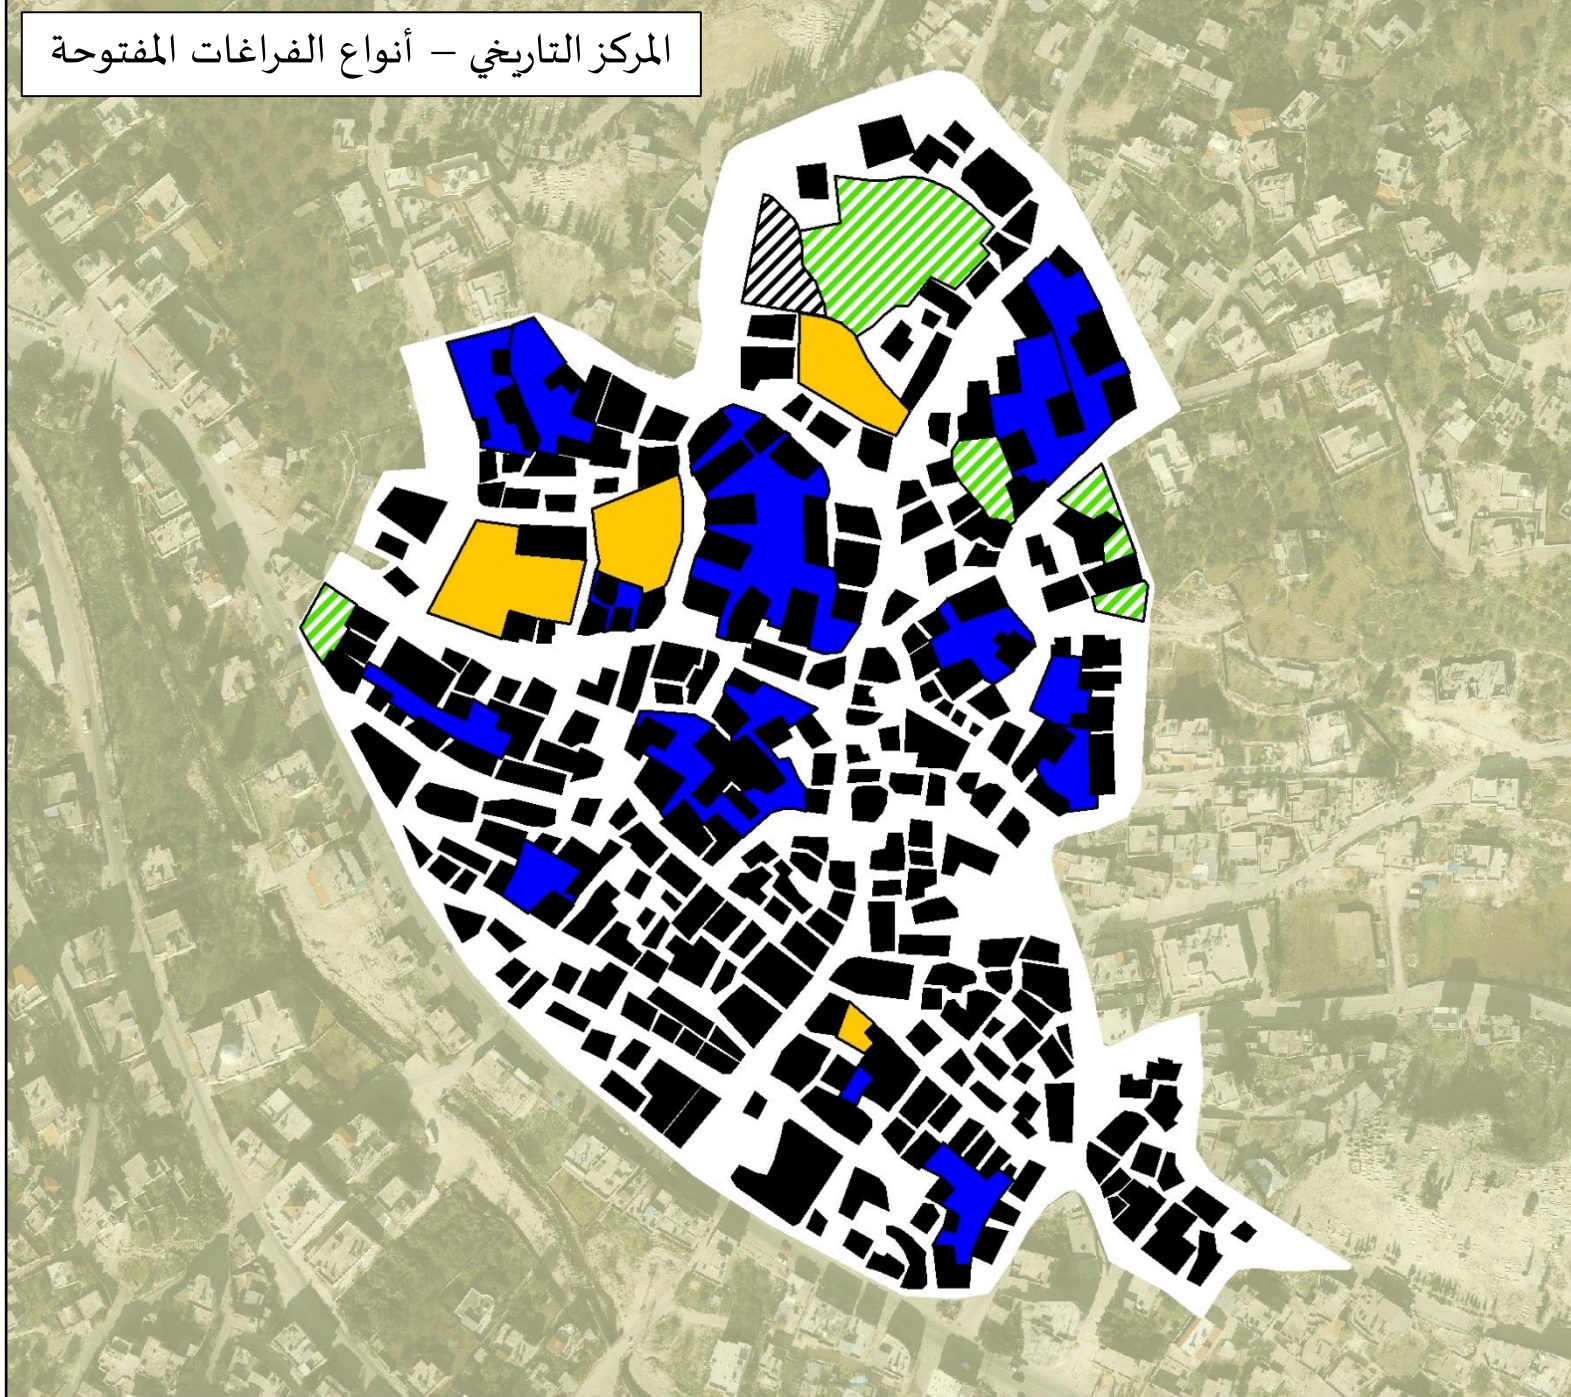 المركز التاريخي – أنواع الفراغات المفتوحة